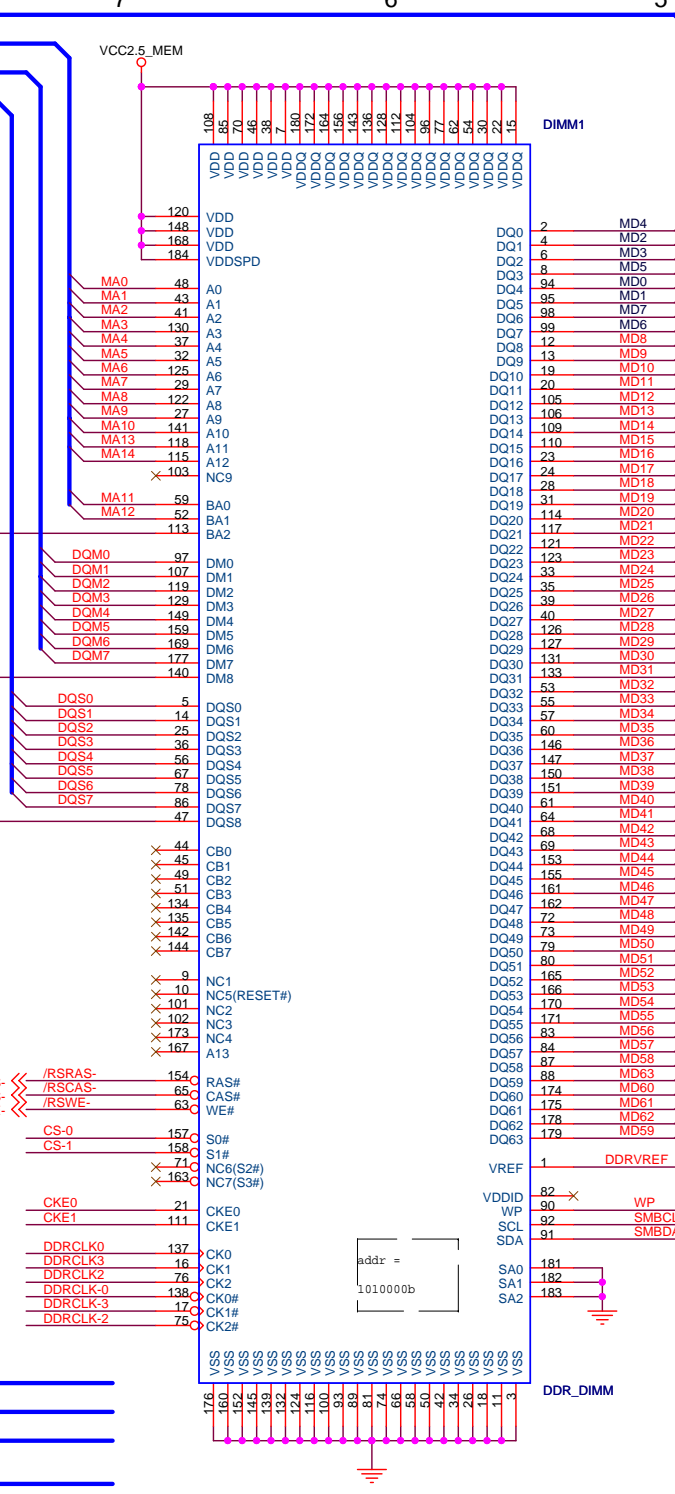 7 6 5
VCC2.5_MEM
108 85 70 46 38 7 180 172 164 156 143 136 128 112 104 96 77 62 54 30 22 15
DIMM1
VDD VDD VDD VDD VDD VDD VDDQ VDDQ VDDQ VDDQ VDDQ VDDQ VDDQ VDDQ VDDQ VDDQ VDDQ VDDQ VDDQ VDDQ VDDQ VDDQ
120 VDD
148 VDD
168 VDD
184 VDDSPD
MA0 48 A0
MA1 43 A1
MA2 41 A2
MA3 130 A3
MA4 37 A4
MA5 32 A5
MA6 125 A6
MA7 29 A7
MA8 122 A8
MA9 27 A9
MA10 141 A10
MA13 118 A11
MA14 115 A12
103 NC9
MA11 59 BA0
MA12 52 BA1
113 BA2
DQM0 97 DM0
DQM1 107 DM1
DQM2 119 DM2
DQM3 129 DM3
DQM4 149 DM4
DQM5 159 DM5
DQM6 169 DM6
DQM7 177 DM7
140 DM8
DQS0 5 DQS0
DQS1 14 DQS1
DQS2 25 DQS2
DQS3 36 DQS3
DQS4 56 DQS4
DQS5 67 DQS5
DQS6 78 DQS6
DQS7 86 DQS7
47 DQS8
44 CB0
45 CB1
49 CB2
51 CB3
134 CB4
135 CB5
142 CB6
144 CB7
9 NC1
10 NC5(RESET#)
101 NC2
102 NC3
173 NC4
167 A13
/RSRAS- 154 RAS#
/RSCAS- 65 CAS#
/RSWE- 63 WE#
CS-0 157 S0#
CS-1 158 S1#
71 NC6(S2#)
163 NC7(S3#)
CKE0 21 CKE0
CKE1 111 CKE1
DDRCLK0 137 CK0
DDRCLK3 16 CK1
DDRCLK2 76 CK2
DDRCLK-0 138 CK0#
DDRCLK-3 17 CK1#
DDRCLK-2 75 CK2#
DQ0 2 MD4
DQ1 4 MD2
DQ2 6 MD3
DQ3 8 MD5
DQ4 94 MD0
DQ5 95 MD1
DQ6 98 MD7
DQ7 99 MD6
DQ8 12 MD8
DQ9 13 MD9
DQ10 19 MD10
DQ11 20 MD11
DQ12 105 MD12
DQ13 106 MD13
DQ14 109 MD14
DQ15 110 MD15
DQ16 23 MD16
DQ17 24 MD17
DQ18 28 MD18
DQ19 31 MD19
DQ20 114 MD20
DQ21 117 MD21
DQ22 121 MD22
DQ23 123 MD23
DQ24 33 MD24
DQ25 35 MD25
DQ26 39 MD26
DQ27 40 MD27
DQ28 126 MD28
DQ29 127 MD29
DQ30 131 MD30
DQ31 133 MD31
DQ32 53 MD32
DQ33 55 MD33
DQ34 57 MD34
DQ35 60 MD35
DQ36 146 MD36
DQ37 147 MD37
DQ38 150 MD38
DQ39 151 MD39
DQ40 61 MD40
DQ41 64 MD41
DQ42 68 MD42
DQ43 69 MD43
DQ44 153 MD44
DQ45 155 MD45
DQ46 161 MD46
DQ47 162 MD47
DQ48 72 MD48
DQ49 73 MD49
DQ50 79 MD50
DQ51 80 MD51
DQ52 165 MD52
DQ53 166 MD53
DQ54 170 MD54
DQ55 171 MD55
DQ56 83 MD56
DQ57 84 MD57
DQ58 87 MD58
DQ59 88 MD63
DQ60 174 MD60
DQ61 175 MD61
DQ62 178 MD62
DQ63 179 MD59
VREF 1 DDRVREF
VDDID 82
WP 90 WP
SCL 92 SMBCL
SDA 91 SMBDA
addr =
1010000b
SA0 181
SA1 182
SA2 183
VSS VSS VSS VSS VSS VSS VSS VSS VSS VSS VSS VSS VSS VSS VSS VSS VSS VSS VSS VSS VSS VSS
DDR_DIMM
176 160 152 145 139 132 124 116 100 93 89 81 74 66 58 50 42 34 26 18 11 3